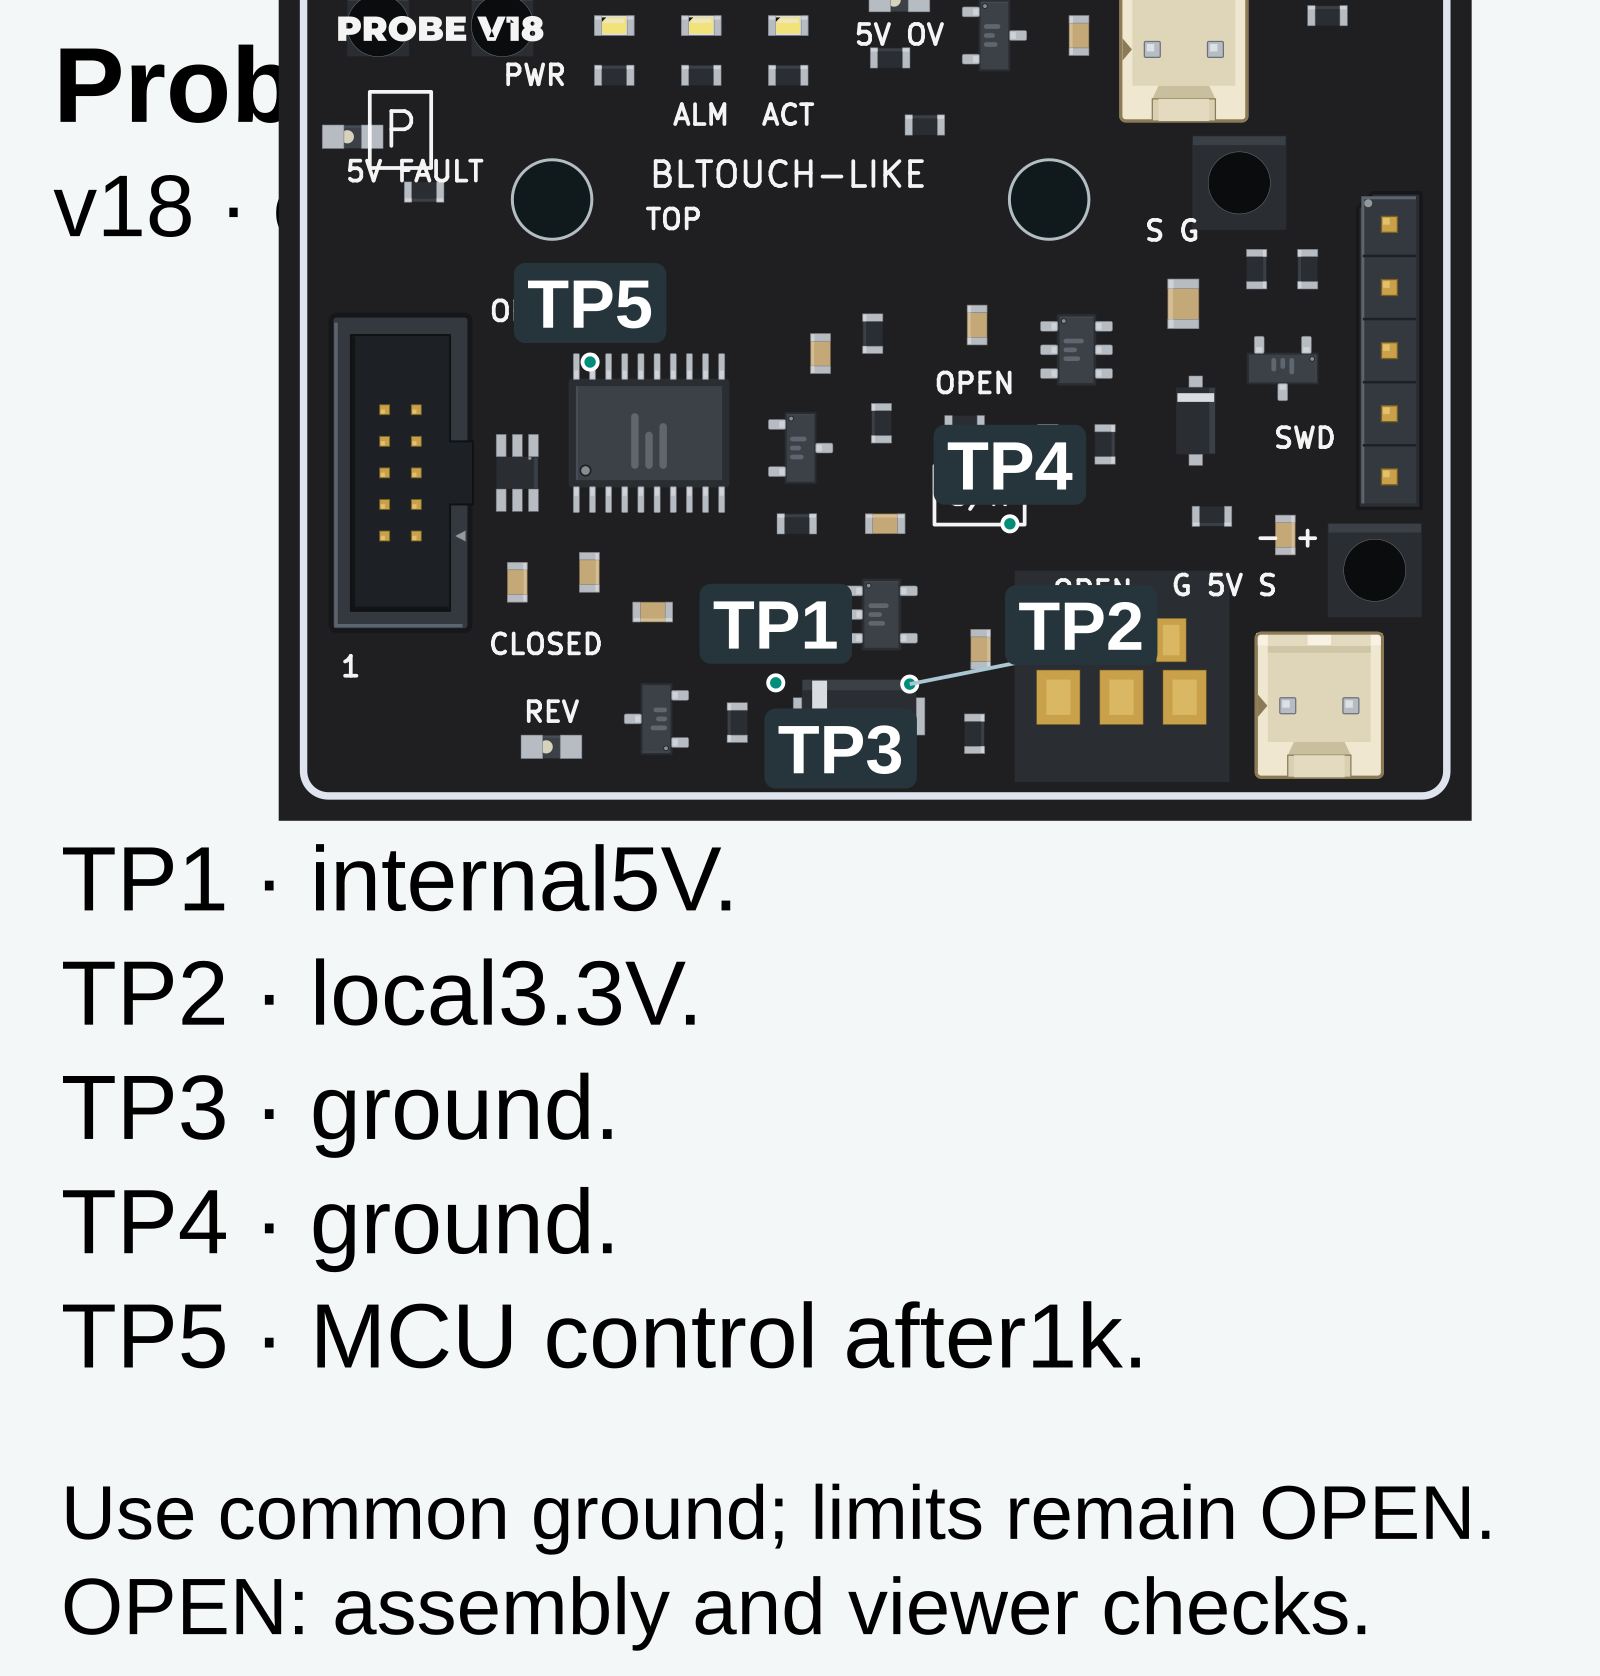 PROBE V18
5V OV
Prob
PWR
ALM ACT
P
5V FAULT
BLTOUCH-LIKE
v18 ·
TOP
S G
TP5
OPEN
SWD
TP4
- +
OPEN
G 5V S
TP1
TP2
CLOSED
1
REV
TP3
TP1 · internal5V.
TP2 · local3.3V.
TP3 · ground.
TP4 · ground.
TP5 · MCU control after1k.
Use common ground; limits remain OPEN.
OPEN: assembly and viewer checks.